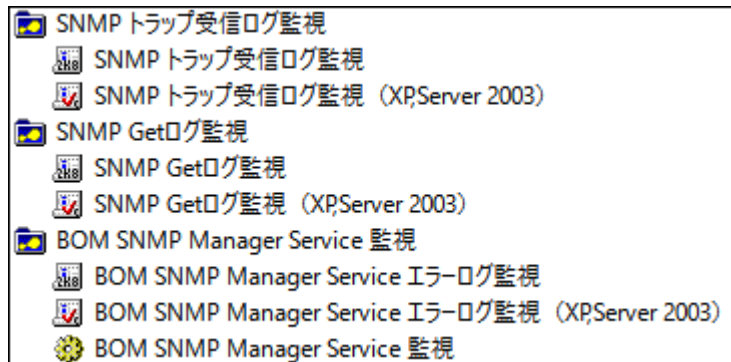 SNMP トラップ受信ログ監視
SNMP トラップ受信ログ監視
SNMP トラップ受信ログ監視（XP,Server 2003）
SNMP Getログ監視
SNMP Getログ監視
SNMP Getログ監視（XP,Server 2003）
BOM SNMP Manager Service 監視
BOM SNMP Manager Service エラーログ監視
BOM SNMP Manager Service エラーログ監視（XP,Server 2003）
BOM SNMP Manager Service 監視